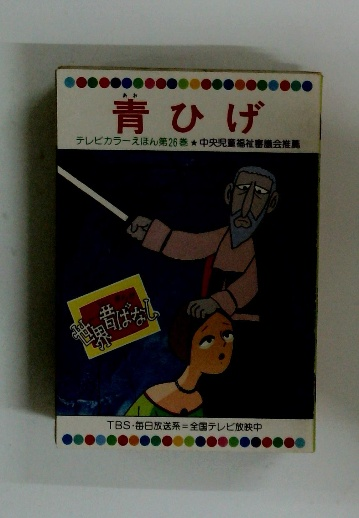 あお
青ひげ
テレビカラーえほん第26巻★中央児童福祉審議会推薦
世界昔ばなし
TBS・毎日放送系=全国テレビ放映中